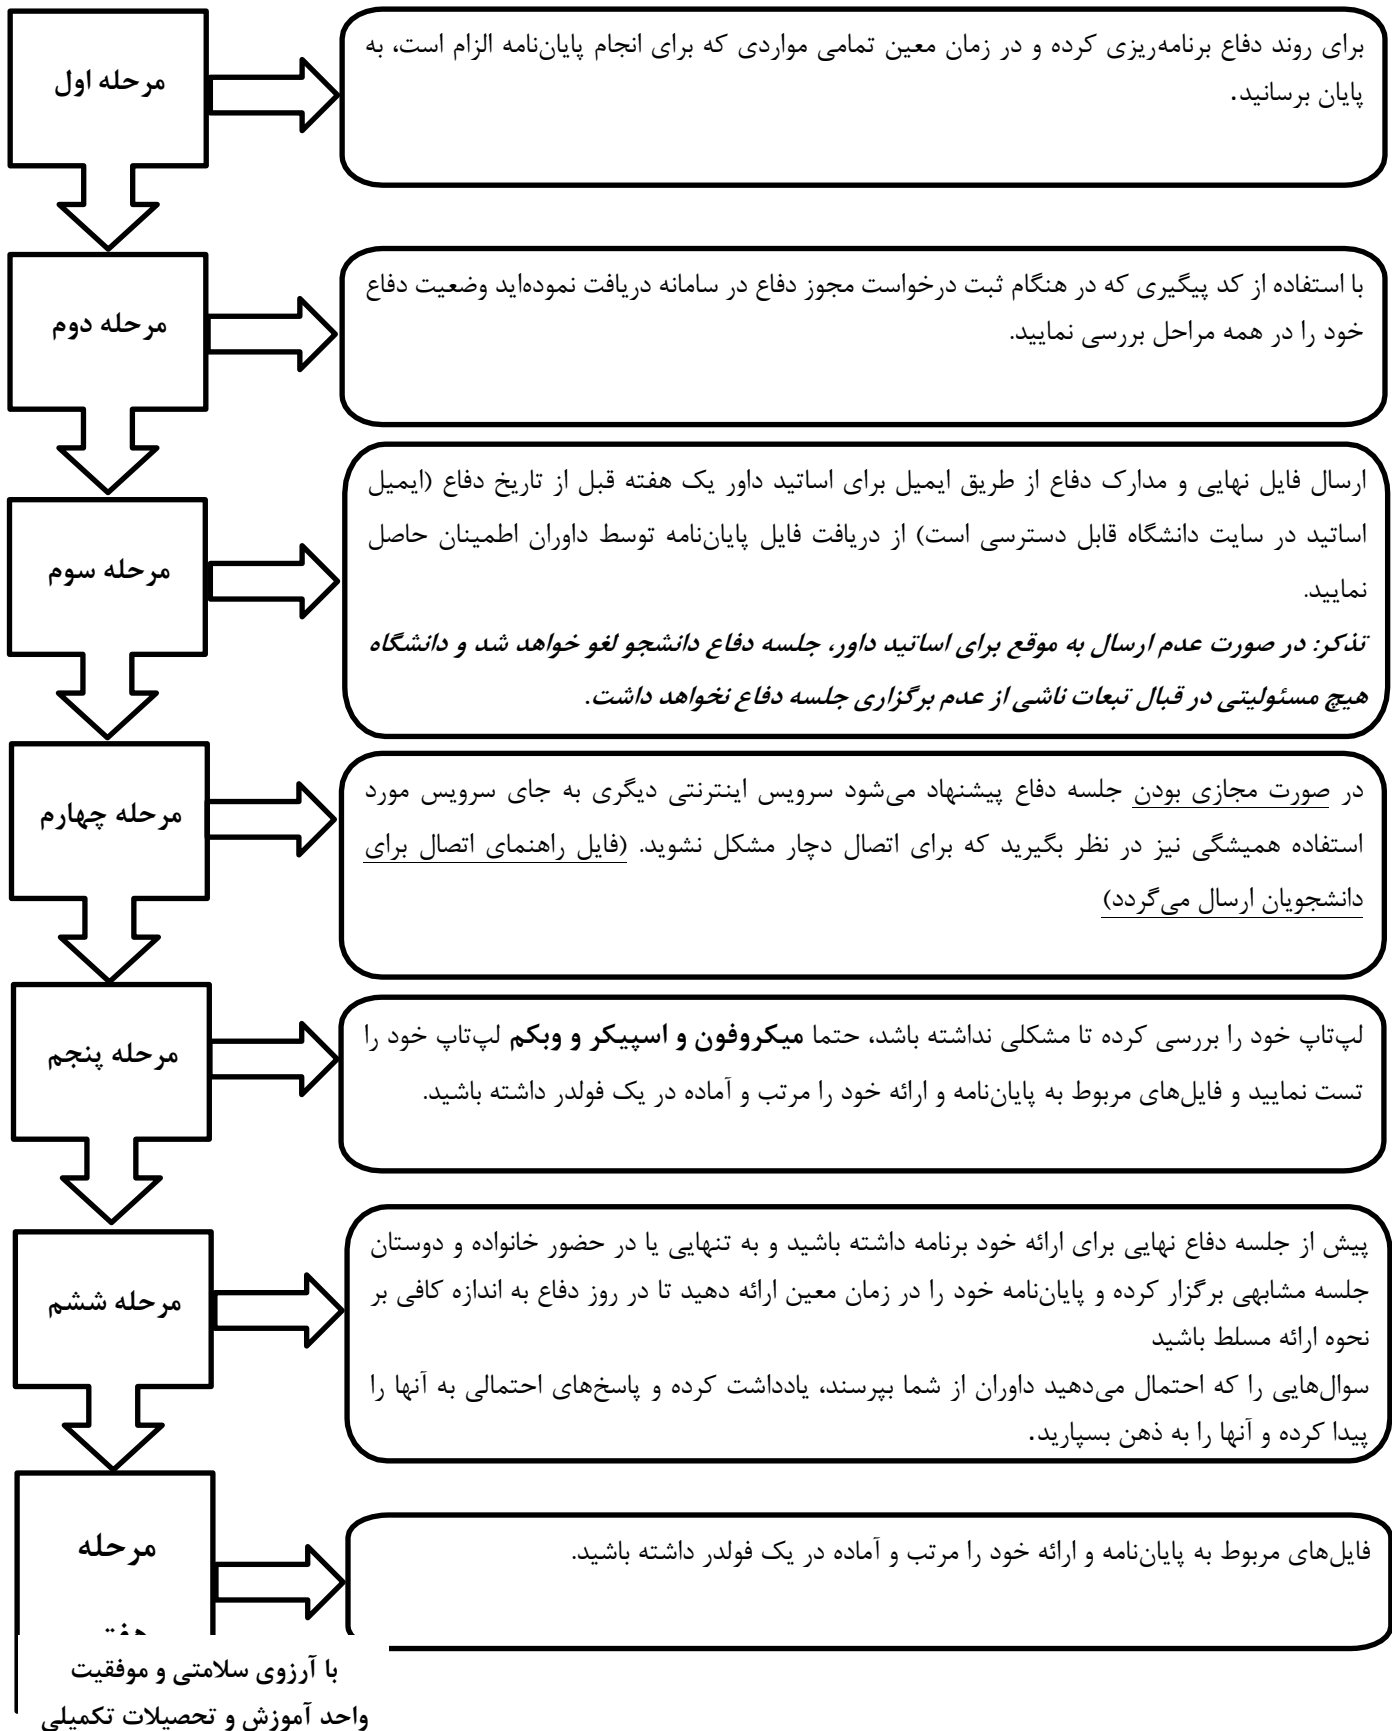 مرحله اول
برای روند دفاع برنامه‌ریزی کرده و در زمان معین تمامی مواردی که برای انجام پایان‌نامه الزام است، به
پایان برسانید.
مرحله دوم
با استفاده از کد پیگیری که در هنگام ثبت درخواست مجوز دفاع در سامانه دریافت نموده‌اید وضعیت دفاع
خود را در همه مراحل بررسی نمایید.
مرحله سوم
ارسال فایل نهایی و مدارک دفاع از طریق ایمیل برای اساتید داور یک هفته قبل از تاریخ دفاع (ایمیل
اساتید در سایت دانشگاه قابل دسترسی است) از دریافت فایل پایان‌نامه توسط داوران اطمینان حاصل
نمایید.
تذکر: در صورت عدم ارسال به موقع برای اساتید داور، جلسه دفاع دانشجو لغو خواهد شد و دانشگاه
هیچ مسئولیتی در قبال تبعات ناشی از عدم برگزاری جلسه دفاع نخواهد داشت.
مرحله چهارم
در صورت مجازی بودن جلسه دفاع پیشنهاد می‌شود سرویس اینترنتی دیگری به جای سرویس مورد
استفاده همیشگی نیز در نظر بگیرید که برای اتصال دچار مشکل نشوید. (فایل راهنمای اتصال برای
دانشجویان ارسال می‌گردد)
مرحله پنجم
لپ‌تاپ خود را بررسی کرده تا مشکلی نداشته باشد، حتما میکروفون و اسپیکر و وبکم لپ‌تاپ خود را
تست نمایید و فایل‌های مربوط به پایان‌نامه و ارائه خود را مرتب و آماده در یک فولدر داشته باشید.
مرحله ششم
پیش از جلسه دفاع نهایی برای ارائه خود برنامه داشته باشید و به تنهایی یا در حضور خانواده و دوستان
جلسه مشابهی برگزار کرده و پایان‌نامه خود را در زمان معین ارائه دهید تا در روز دفاع به اندازه کافی بر
نحوه ارائه مسلط باشید
سوال‌هایی را که احتمال می‌دهید داوران از شما بپرسند، یادداشت کرده و پاسخ‌های احتمالی به آنها را
پیدا کرده و آنها را به ذهن بسپارید.
مرحله
فایل‌های مربوط به پایان‌نامه و ارائه خود را مرتب و آماده در یک فولدر داشته باشید.
با آرزوی سلامتی و موفقیت
واحد آموزش و تحصیلات تکمیلی